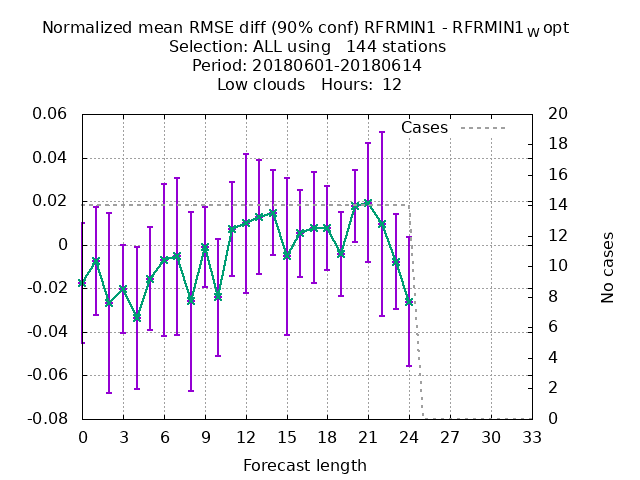 Normalized mean RMSE diff (90% conf) RFRMIN1 - RFRMIN1_W opt
Selection: ALL using 144 stations
Period: 20180601-20180614
Low clouds Hours: 12
Cases
0.06
0.04
0.02
0
-0.02
-0.04
-0.06
-0.08
20
18
16
14
12
10
8
6
4
2
0
No cases
0 3 6 9 12 15 18 21 24 27 30 33
Forecast length